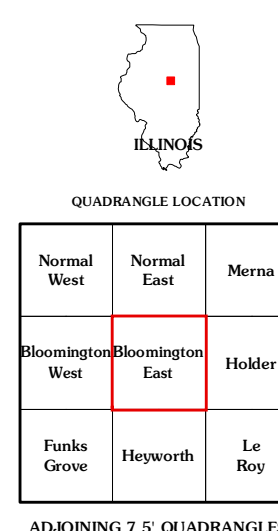 ILLINOIS
QUADRANGLE LOCATION
Normal West
Normal East
Merna
Bloomington West
Bloomington East
Holder
Funks Grove
Heyworth
Le Roy
ADJOINING 7.5' QUADRANGLE